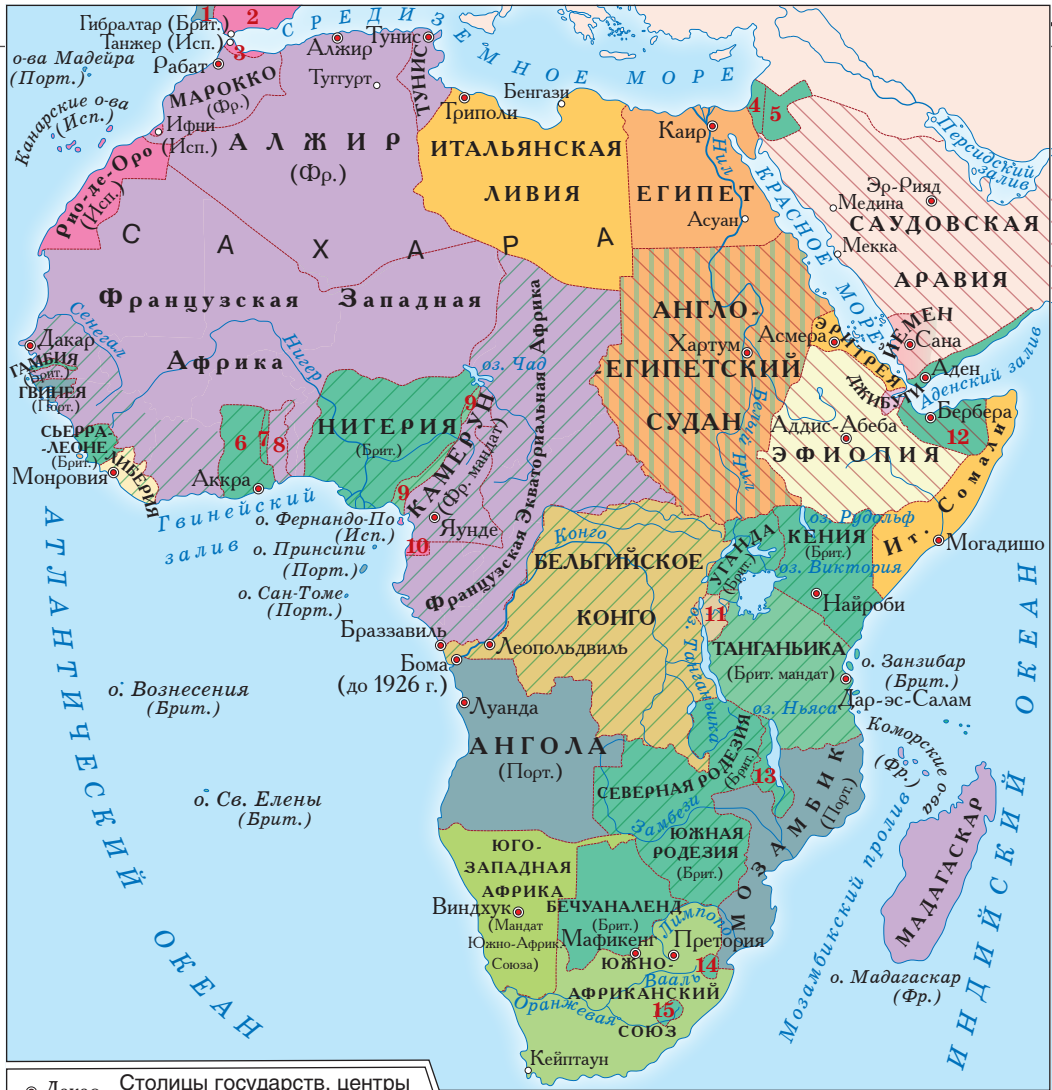 1
2
Гибралтар (Брит.)
Танжер (Исп.)
3
о-ва Мадейра
(Порт.)
Рабат
СРЕДИЗЕМНОЕ МОРЕ
Алжир
Тунис
Туггурт
ТУНИС
МАРОККО
(Фр.)
Канарские о-ва
(Исп.)
Ифни
(Исп.)
Триполи
Бенгази
4
5
Каир
Нил
Персидский
залив
АЛЖИР
(Фр.)
ИТАЛЬЯНСКАЯ
ЛИВИЯ
ЕГИПЕТ
Асуан
КРАСНОЕ МОРЕ
Эр-Рияд
Медина
САУДОВСКАЯ
Мекка
АРАВИЯ
Рио-де-Оро
(Исп.)
САХАРА
Французская Западная
Африка
Сенегал
Дакар
ГАМБИЯ
(Брит.)
ГВИНЕЯ
(Порт.)
Нигер
оз. Чад
Французская Экваториальная Африка
АНГЛО-
ЕГИПЕТСКИЙ
СУДАН
Хартум
Асмера
ЭРИТРЕЯ
ЙЕМЕН
Сана
Аден
Аденский залив
ДЖИБУТИ
Бербера
12
Белый Нил
Аддис-Абеба
ЭФИОПИЯ
Ит. Сомали
СЬЕРРА-
-ЛЕОНЕ
(Брит.)
ЛИБЕРИЯ
Монровия
6
7
8
Аккра
НИГЕРИЯ
(Брит.)
9
9
КАМЕРУН
(Фр. мандат)
Гвинейский
залив
о. Фернандо-По
(Исп.)
Яунде
10
о. Принсипи
(Порт.)
о. Сан-Томе
(Порт.)
Конго
БЕЛЬГИЙСКОЕ
КОНГО
УГАНДА
(Брит.)
оз. Рудольф
КЕНИЯ
(Брит.)
оз. Виктория
Могадишо
Найроби
11
оз. Танганьика
ТАНГАНЬИКА
(Брит. мандат)
о. Занзибар
(Брит.)
Дар-эс-Салам
Браззавиль
Леопольдвиль
Бома
(до 1926 г.)
о. Вознесения
(Брит.)
Луанда
АНГОЛА
(Порт.)
оз. Ньяса
Коморские о-ва
(Фр.)
СЕВЕРНАЯ РОДЕЗИЯ
(Брит.)
13
о. Св. Елены
(Брит.)
Замбези
ЮЖНАЯ
РОДЕЗИЯ
(Брит.)
МОЗАМБИК
(Порт.)
Мозамбикский пролив
МАДАГАСКАР
о. Мадагаскар
(Фр.)
ЮГО-
ЗАПАДНАЯ
АФРИКА
Виндхук
(Мандат
Южно-Африк.
Союза)
БЕЧУАНАЛЕНД
(Брит.)
Мафикенг
Лимпопо
Претория
14
ЮЖНО-
Вааль
АФРИКАНСКИЙ
Оранжевая
15
СОЮЗ
Кейптаун
АТЛАНТИЧЕСКИЙ
ОКЕАН
ИНДИЙСКИЙ ОКЕАН
Столицы государств, центры